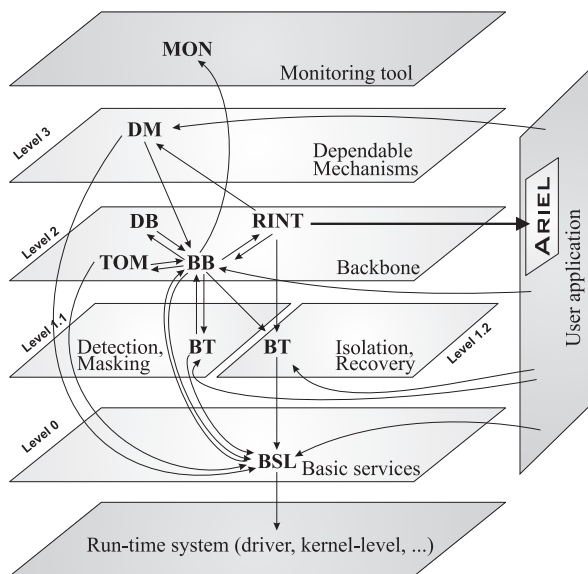 MON
Monitoring tool
Level 3
DM
Dependable
Mechanisms
Level 2
DB
RINT
TOM
BB
Backbone
ARIEL
User application
Level 1.1
Detection,
Masking
BT
BT
Isolation,
Recovery
Level 1.2
Level 0
BSL
Basic services
Run-time system (driver, kernel-level, ...)